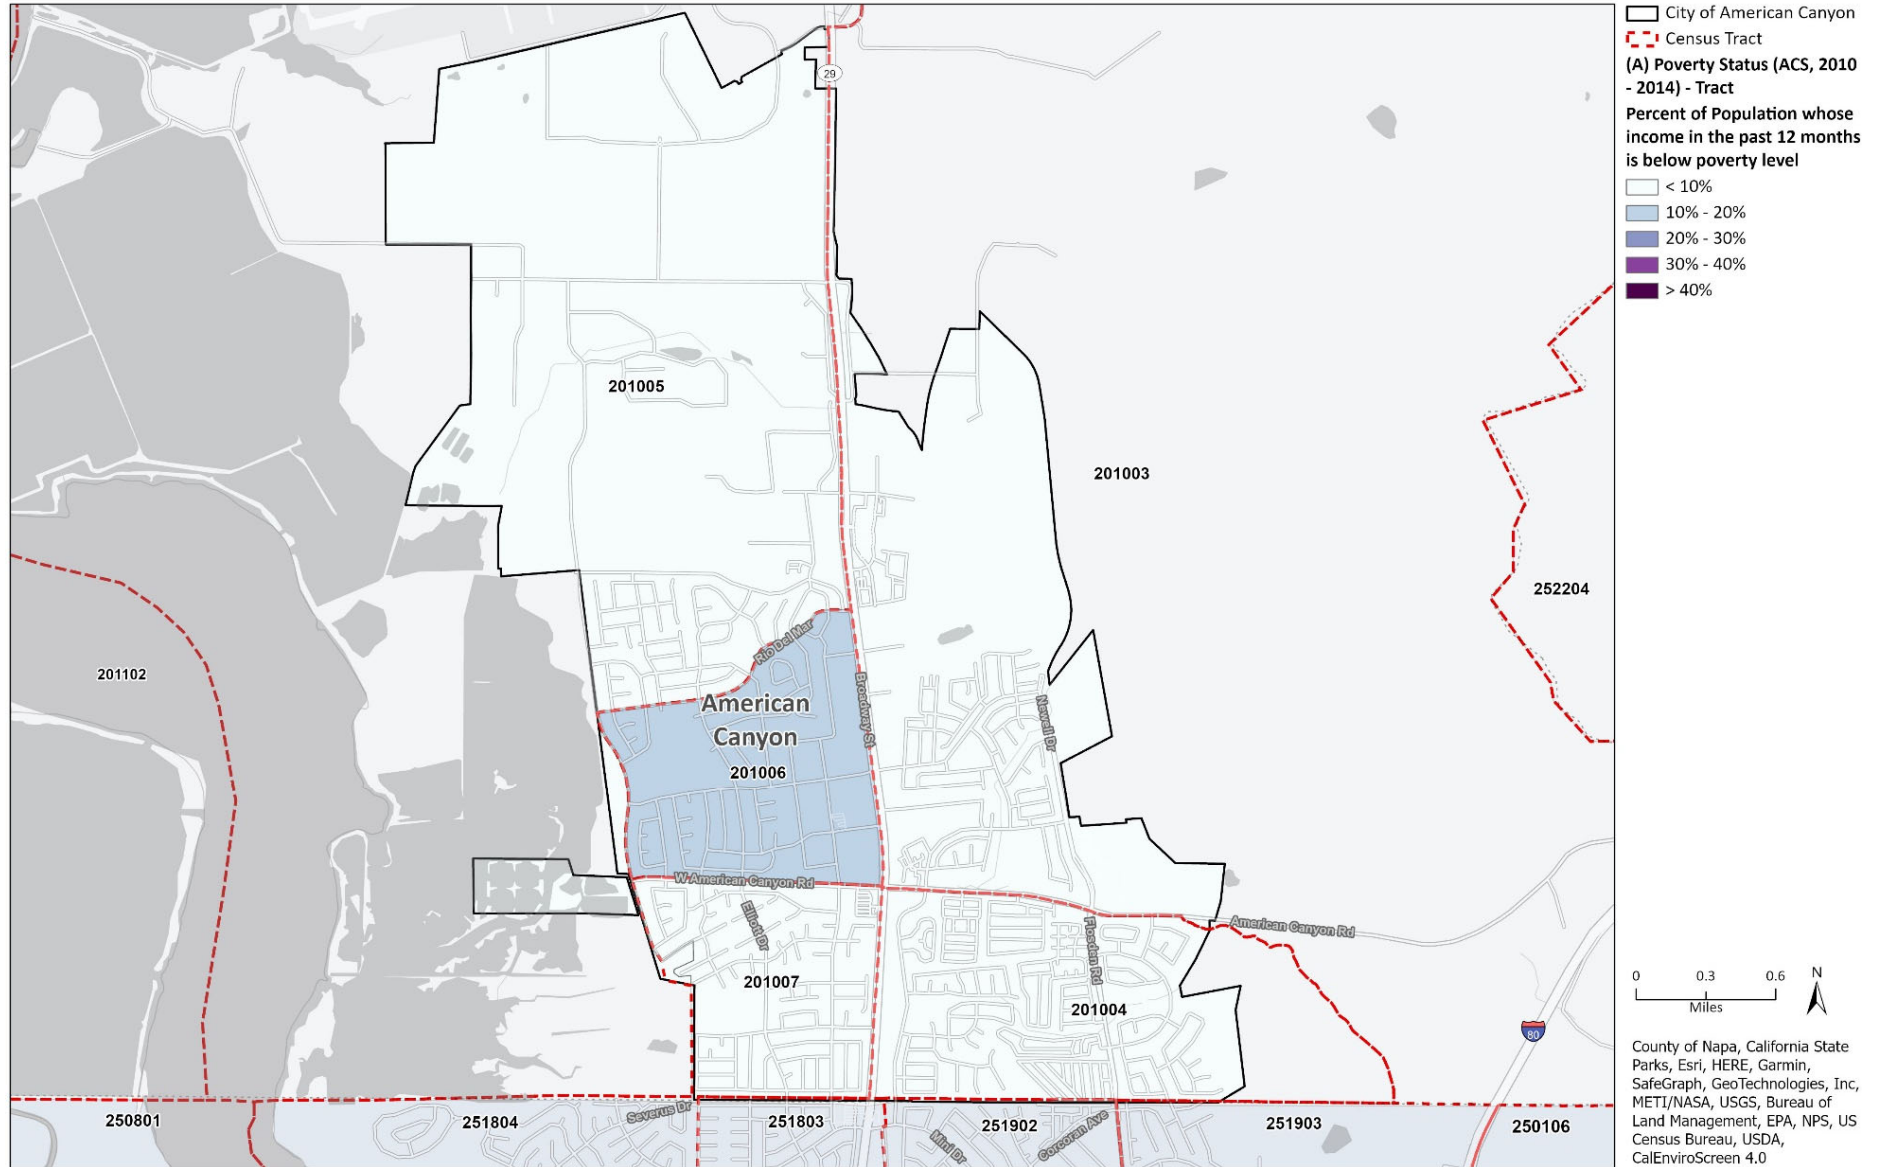 City of American Canyon
Census Tract
(A) Poverty Status (ACS, 2010
- 2014) - Tract
Percent of Population whose
income in the past 12 months
is below poverty level
< 10%
10% - 20%
20% - 30%
30% - 40%
> 40%
29
201005
201003
252204
201102
Rio Del Mar
American
Canyon
201006
Broadway St
Newell Dr
W American Canyon Rd
Elliott Dr
American Canyon Rd
Flosden Rd
201007
201004
80
250801
251804
Severus Dr
251803
Mini Dr
251902
Corcoran Ave
251903
250106
0 0.3 0.6
Miles
N
County of Napa, California State
Parks, Esri, HERE, Garmin,
SafeGraph, GeoTechnologies, Inc,
METI/NASA, USGS, Bureau of
Land Management, EPA, NPS, US
Census Bureau, USDA,
CalEnviroScreen 4.0